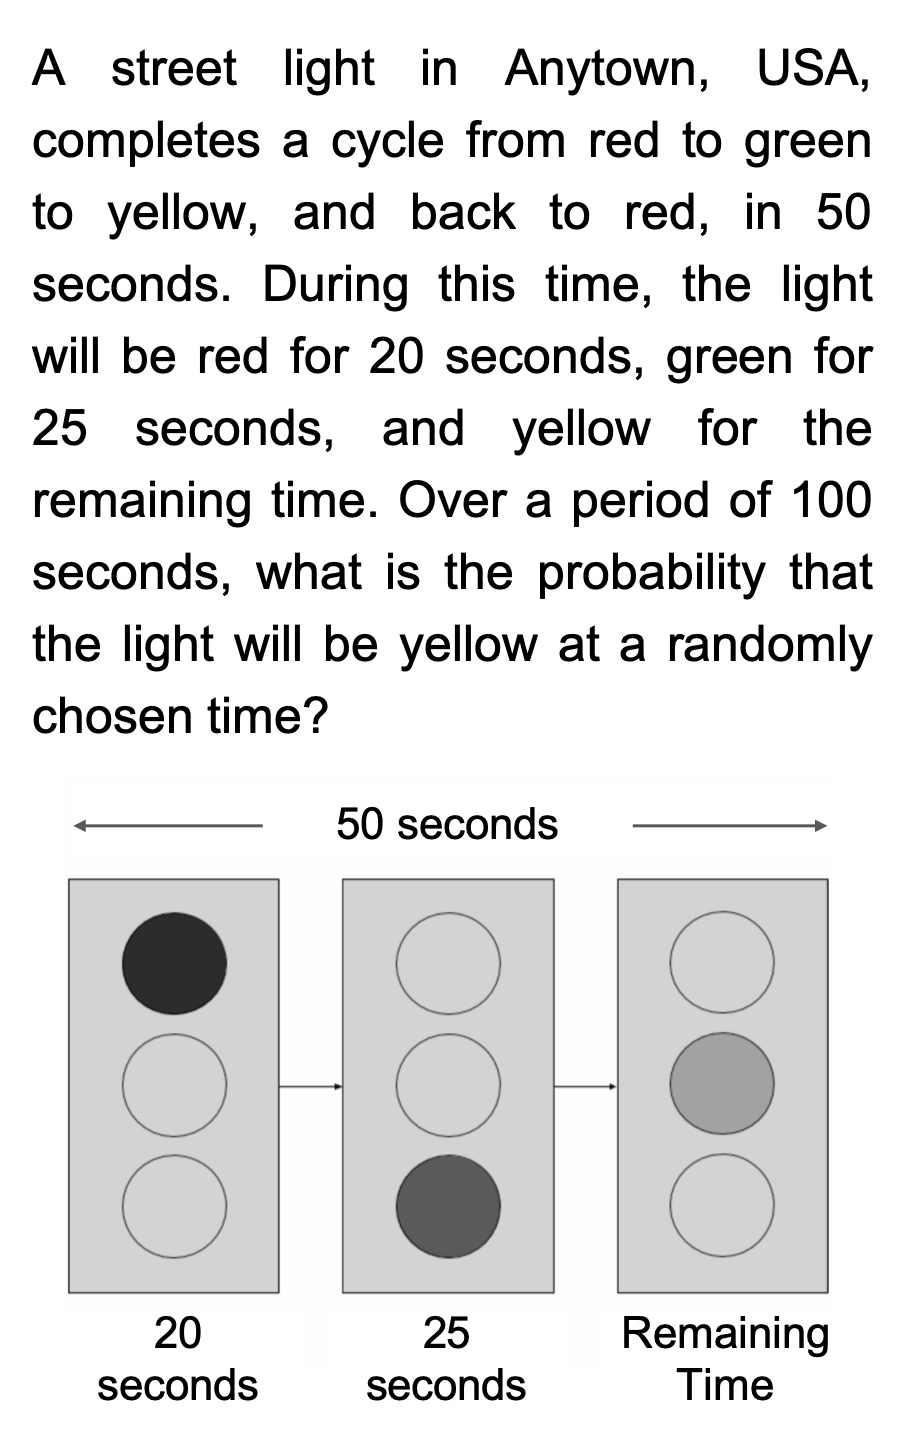 A street light in Anytown, USA,
completes a cycle from red to green
to yellow, and back to red, in 50
seconds. During this time, the light
will be red for 20 seconds, green for
25 seconds, and yellow for the
remaining time. Over a period of 100
seconds, what is the probability that
the light will be yellow at a randomly
chosen time?
50 seconds
20
seconds
25
seconds
Remaining
Time